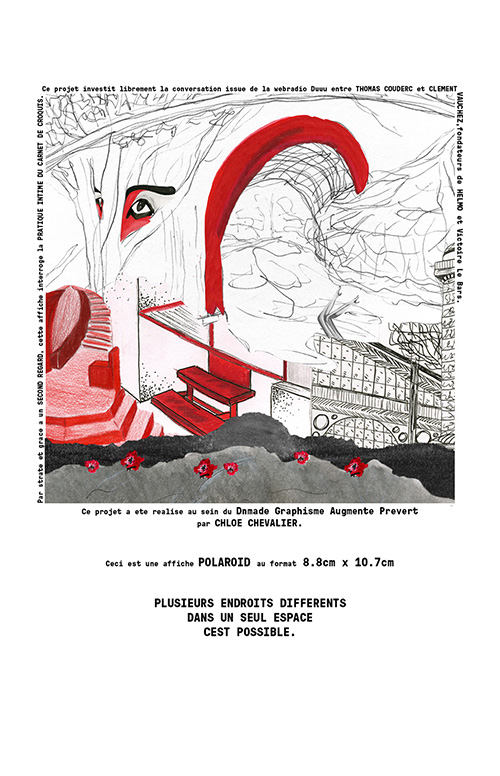 Ce projet investit librement la conversation issue de la webradio Duuu entre THOMAS COUDERC et CLEMENT
VAUCHEZ,fondateurs de HELMO et Victoire Le Bars.
Par strate et grace a un SECOND REGARD, cette affiche interroge la PRATIQUE INTIME DU CARNET DE CROQUIS.
Ce projet a ete realise au sein du Dnmade Graphisme Augmente Prevert
par CHLOE CHEVALIER.
Ceci est une affiche POLAROID au format 8.8cm x 10.7cm
PLUSIEURS ENDROITS DIFFERENTS
DANS UN SEUL ESPACE
CEST POSSIBLE.